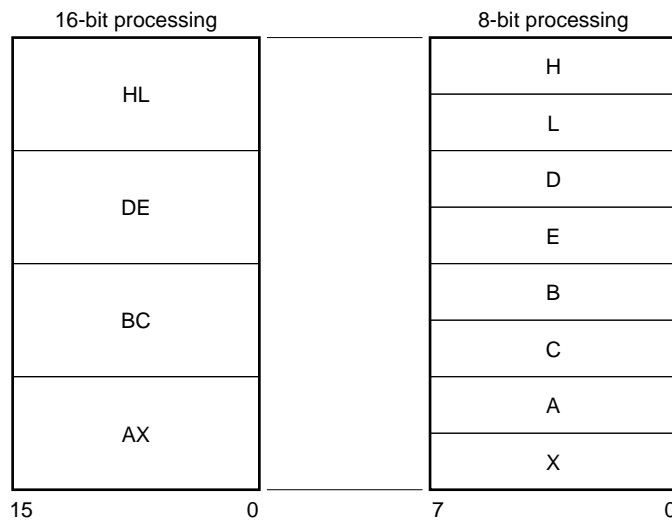 16-bit processing
8-bit processing
HL
DE
BC
AX
H
L
D
E
B
C
A
X
15 0
7 0